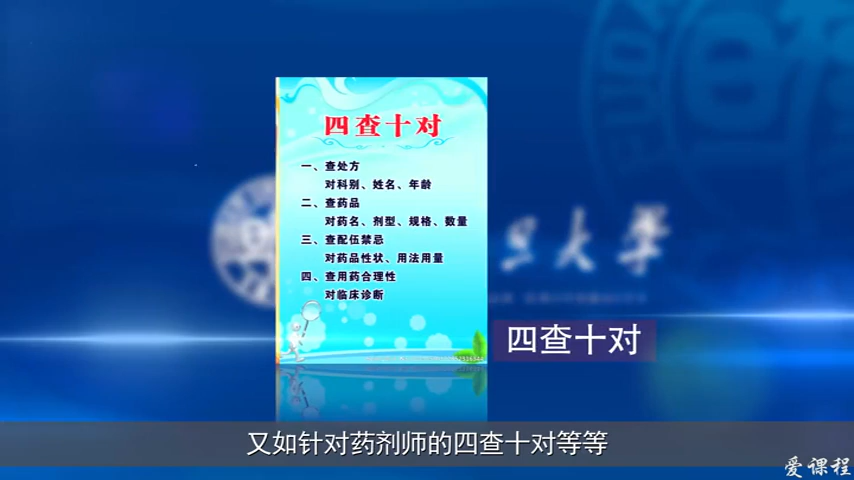 四查十对
一、查处方
对科别、姓名、年龄
二、查药品
对药名、剂型、规格、数量
三、查配伍禁忌
对药品性状、用法用量
四、查用药合理性
对临床诊断
旦大学
四查十对
又如针对药剂师的四查十对等等
爱课程